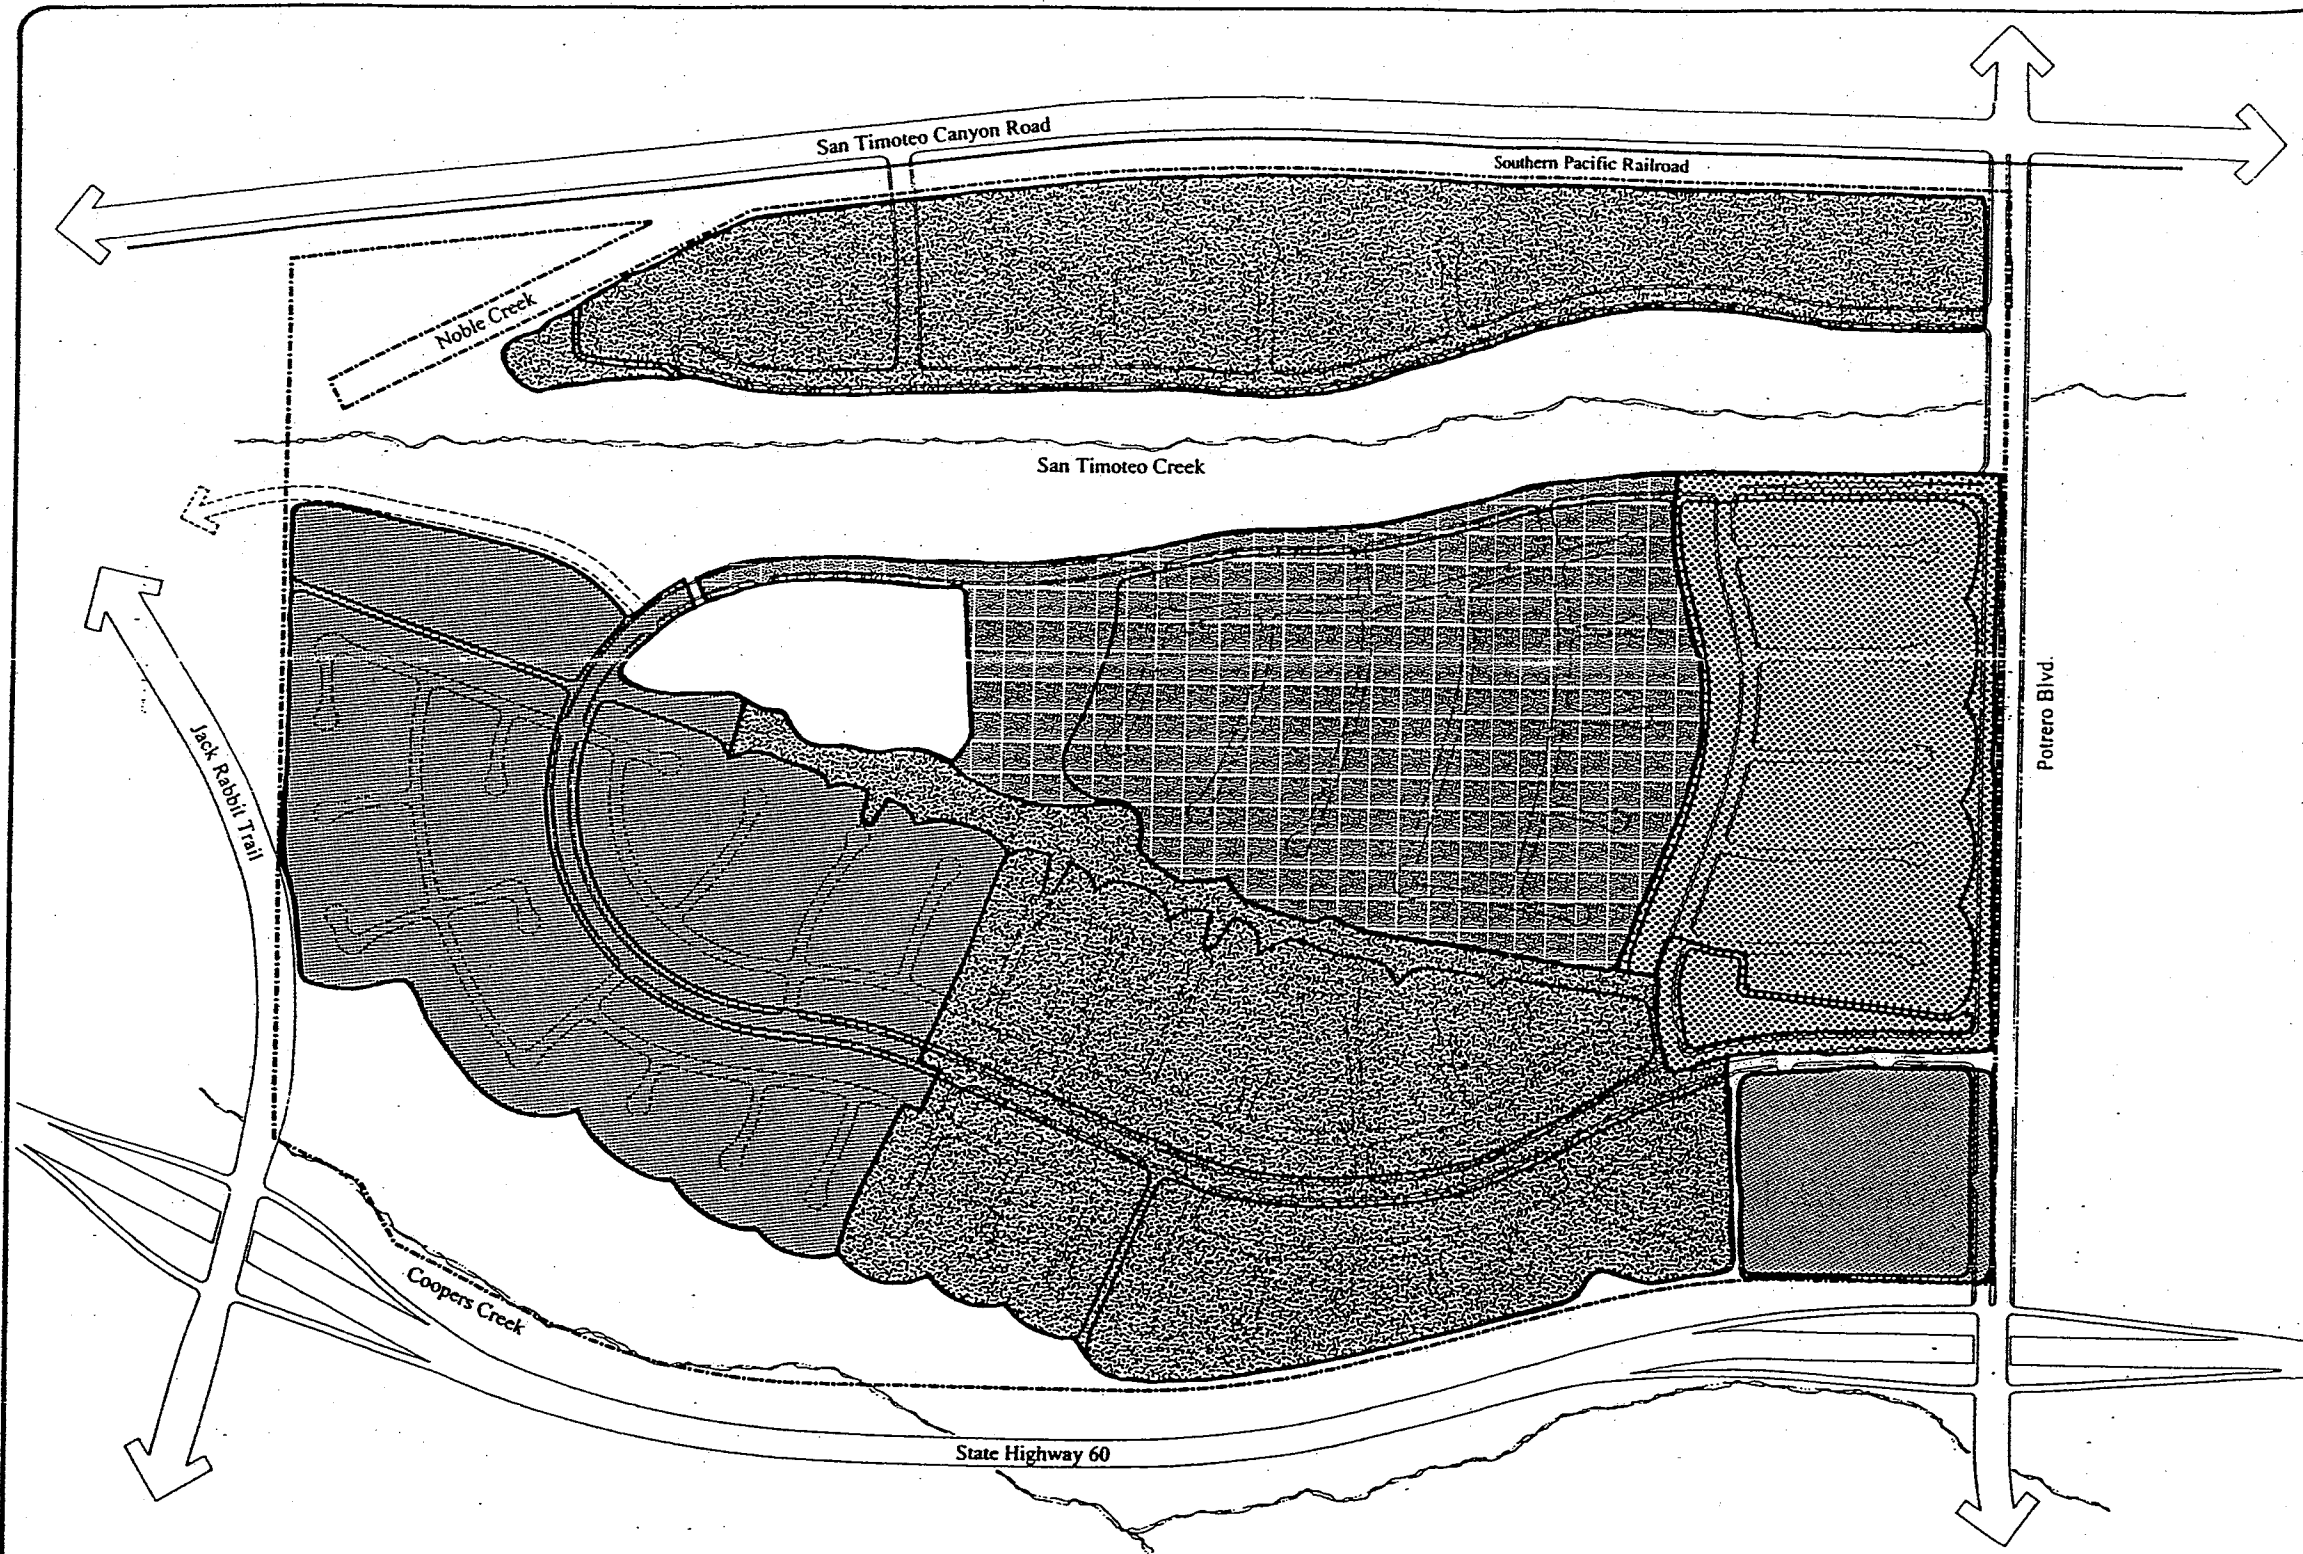 San Timoteo Canyon Road
Southern Pacific Railroad
Noble Creek
San Timoteo Creek
Jack Rabbit Trail
Potrero Blvd.
Coopers Creek
State Highway 60